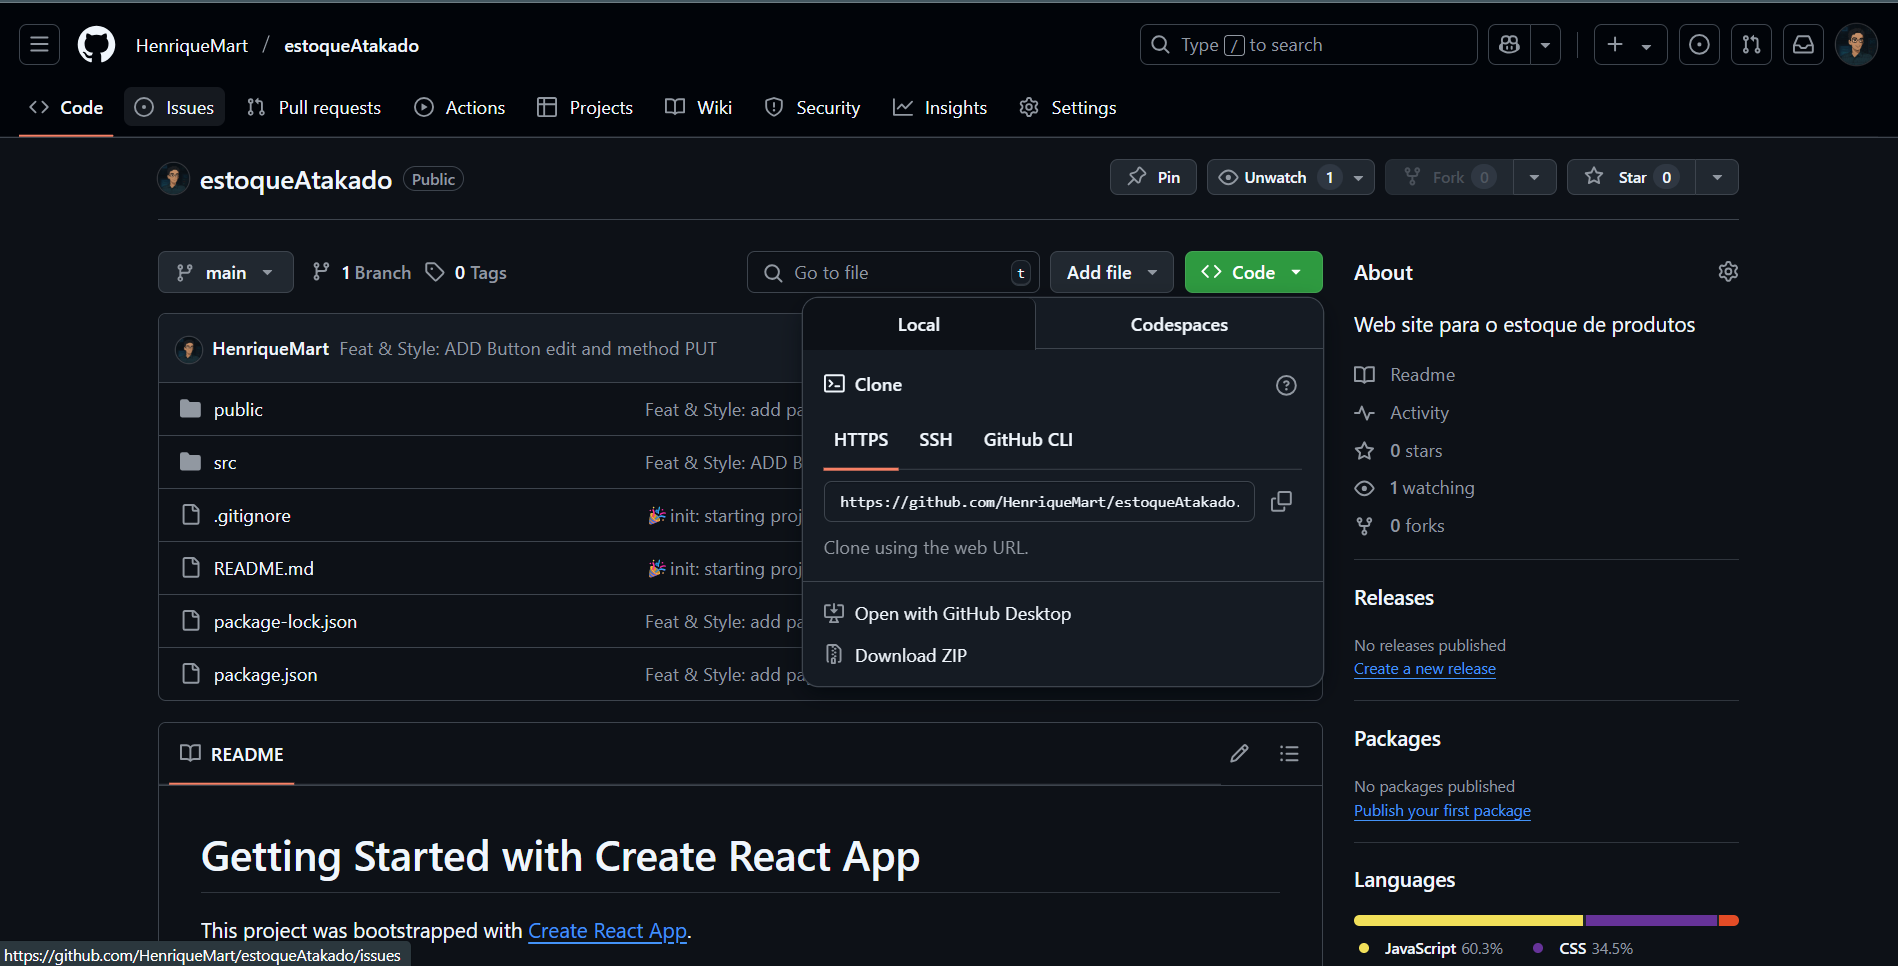 HenriqueMart / estoqueAtakado
Type / to search
Code Issues Pull requests Actions Projects Wiki Security Insights Settings
estoqueAtakado Public
Pin Unwatch 1 Fork 0 Star 0
main 1 Branch 0 Tags
Go to file t Add file Code
HenriqueMart Feat & Style: ADD Button edit and method PUT
public Feat & Style: add pa
src Feat & Style: ADD B
.gitignore 🎉 init: starting proj
README.md 🎉 init: starting proj
package-lock.json Feat & Style: add pa
package.json Feat & Style: add pa
Local Codespaces
Clone
HTTPS SSH GitHub CLI
https://github.com/HenriqueMart/estoqueAtakado.
Clone using the web URL.
Open with GitHub Desktop
Download ZIP
README
Getting Started with Create React App
This project was bootstrapped with Create React App.
About
Web site para o estoque de produtos
Readme
Activity
0 stars
1 watching
0 forks
Releases
No releases published
Create a new release
Packages
No packages published
Publish your first package
Languages
JavaScript 60.3% CSS 34.5%
https://github.com/HenriqueMart/estoqueAtakado/issues